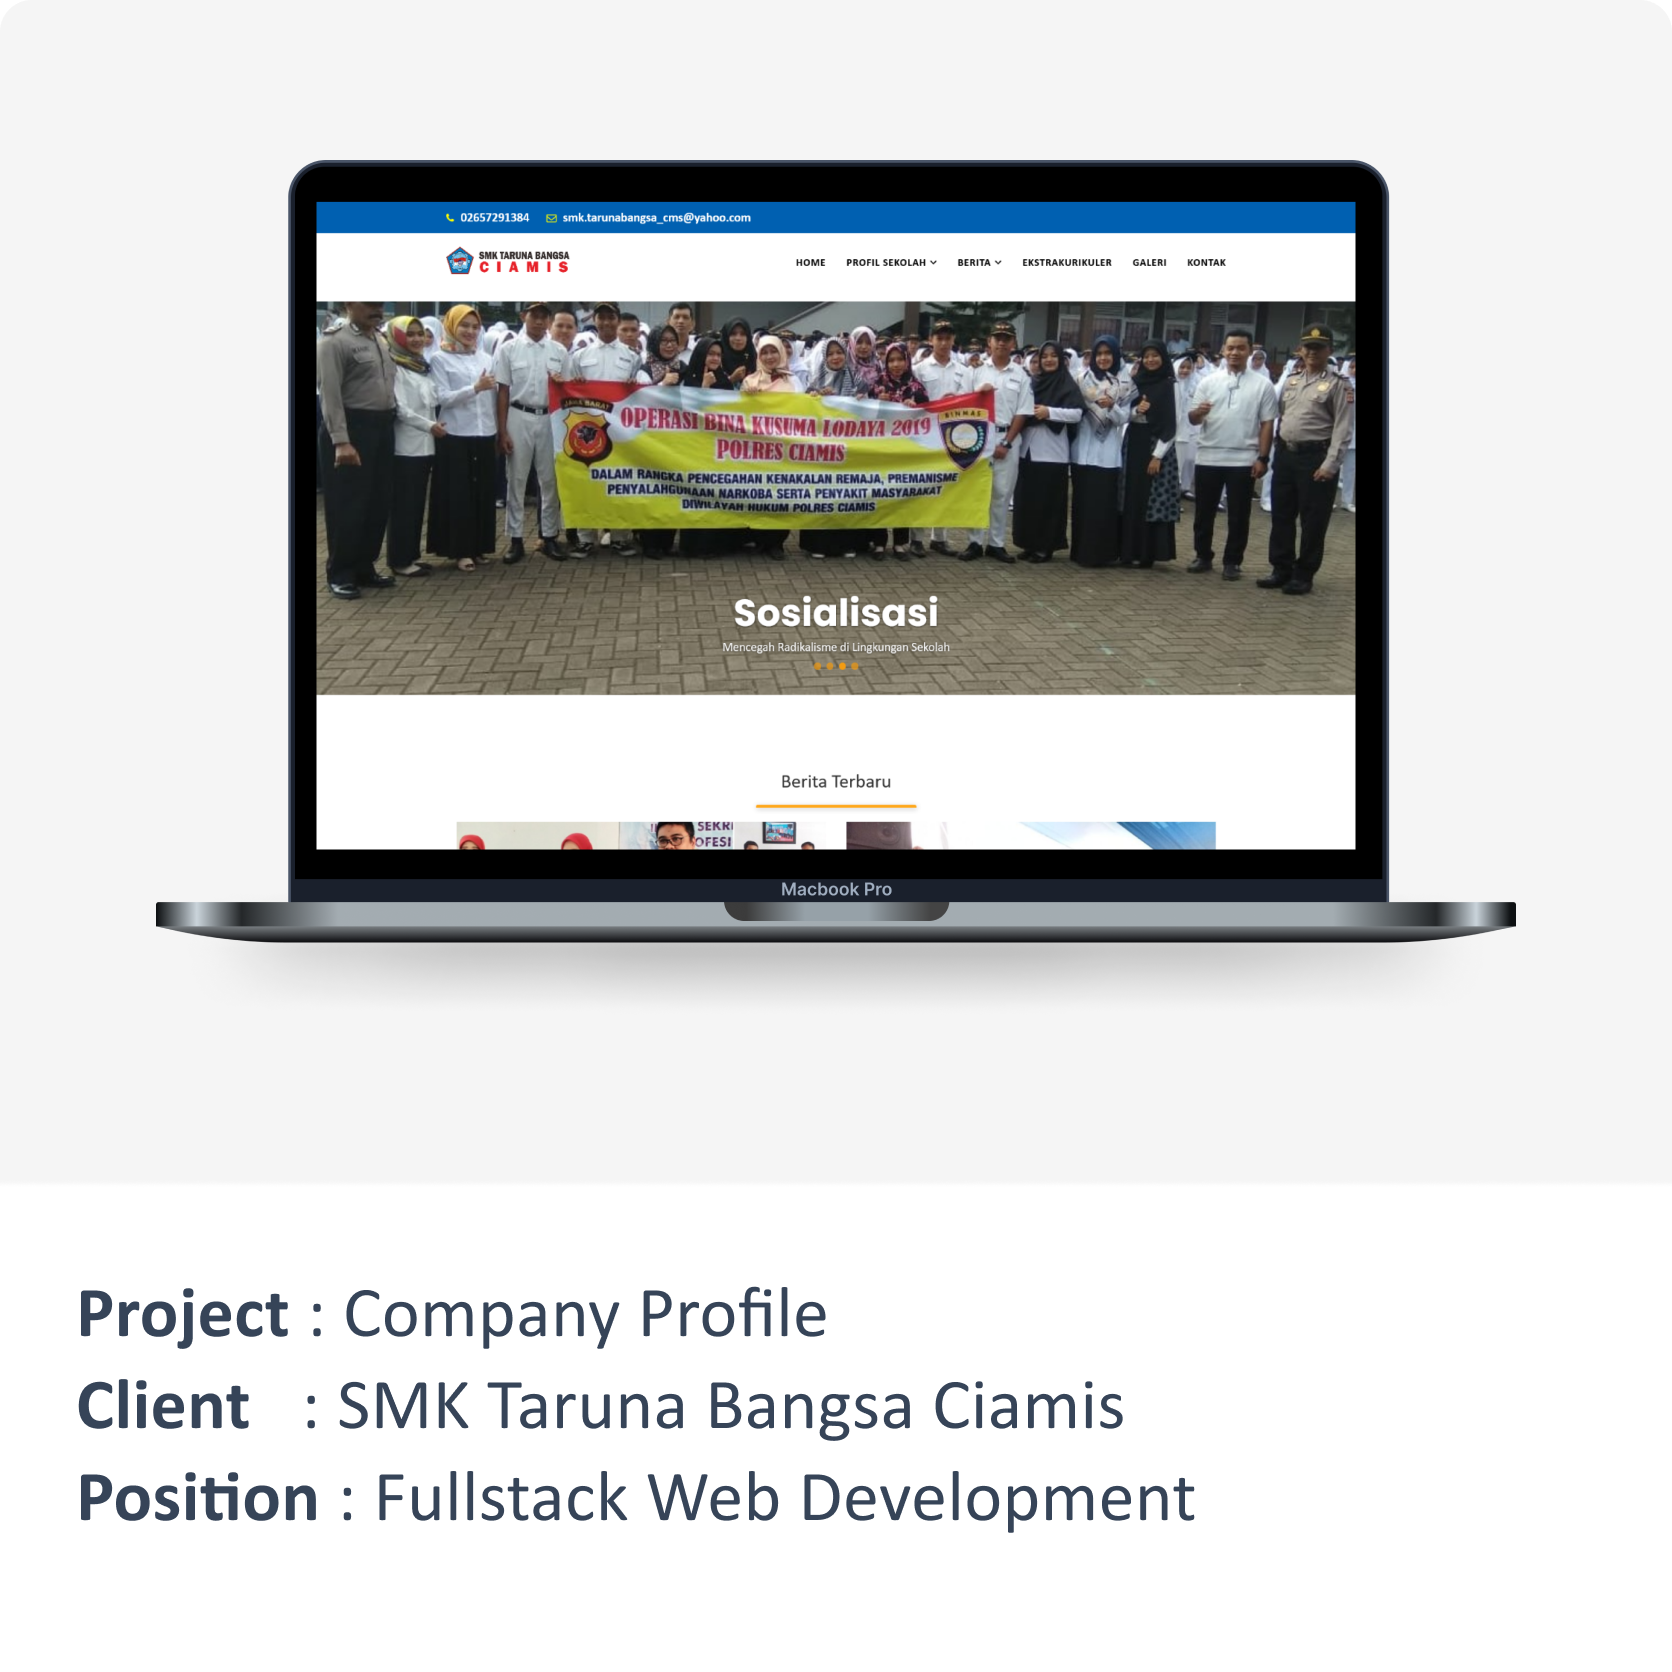 02657291384 smk.tarunabangsa_cms@yahoo.com
SMK TARUNA BANGSA
CIAMIS
HOME PROFIL SEKOLAH BERITA EKSTRAKURIKULER GALERI KONTAK
JAWA BARAT
BINMAS
OPERASI BINA KUSUMA LODAYA 2019
POLRES CIAMIS
DALAM RANGKA PENCEGAHAN KENAKALAN REMAJA, PREMANISME
PENYALAHGUNAAN NARKOBA SERTA PENYAKIT MASYARAKAT
DIWILAYAH HUKUM POLRES CIAMIS
Sosialisasi
Mencegah Radikalisme di Lingkungan Sekolah
Berita Terbaru
Macbook Pro
Project : Company Profile
Client : SMK Taruna Bangsa Ciamis
Position : Fullstack Web Development